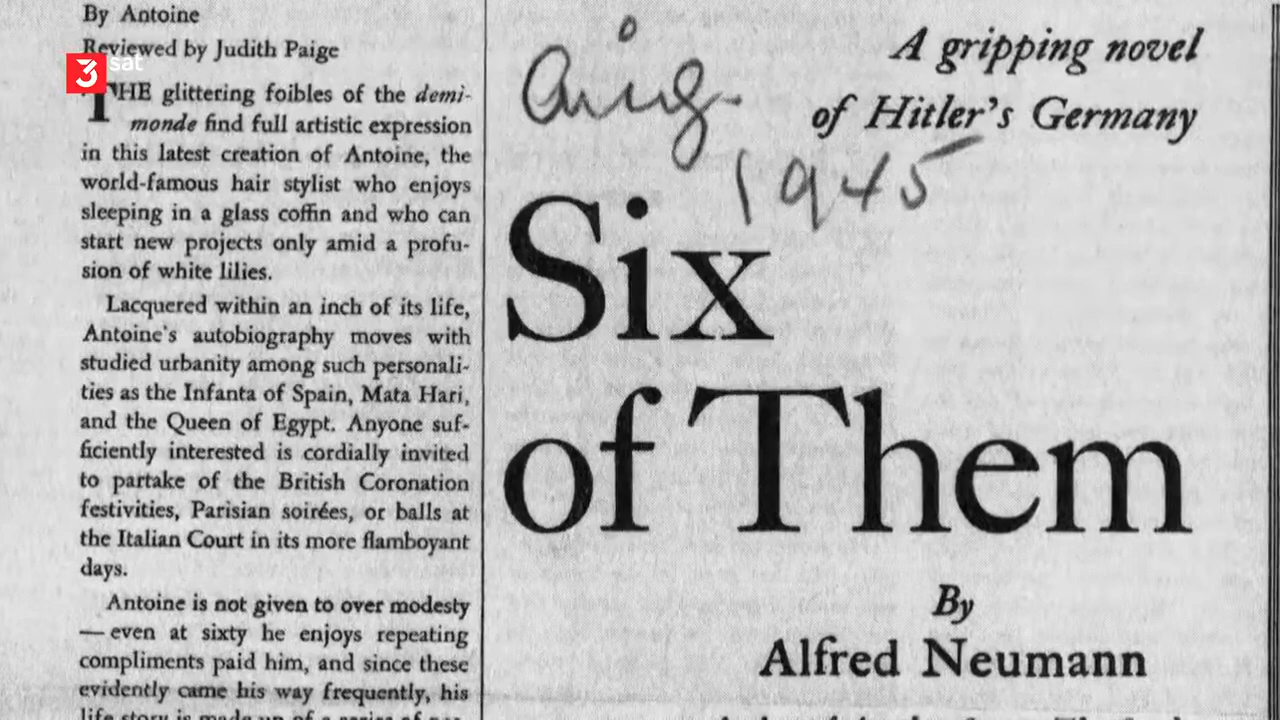 By Antoine
Reviewed by Judith Paige
3sat
THE glittering foibles of the demi-
monde find full artistic expression
in this latest creation of Antoine, the
world-famous hair stylist who enjoys
sleeping in a glass coffin and who can
start new projects only amid a profu-
sion of white lilies.
Lacquered within an inch of its life,
Antoine's autobiography moves with
studied urbanity among such personali-
ties as the Infanta of Spain, Mata Hari,
and the Queen of Egypt. Anyone suf-
ficiently interested is cordially invited
to partake of the British Coronation
festivities, Parisian soirées, or balls at
the Italian Court in its more flamboyant
days.
Antoine is not given to over modesty
— even at sixty he enjoys repeating
compliments paid him, and since these
evidently came his way frequently, his
life story is made up of a series of
A gripping novel
of Hitler's Germany
1945
Six
of Them
By
Alfred Neumann